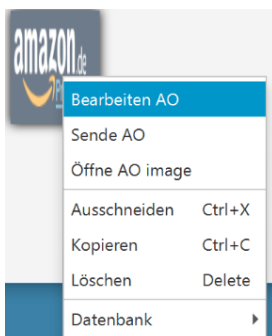 amazon.de
Bearbeiten AO
Sende AO
Öffne AO image
Ausschneiden Ctrl+X
Kopieren Ctrl+C
Löschen Delete
Datenbank